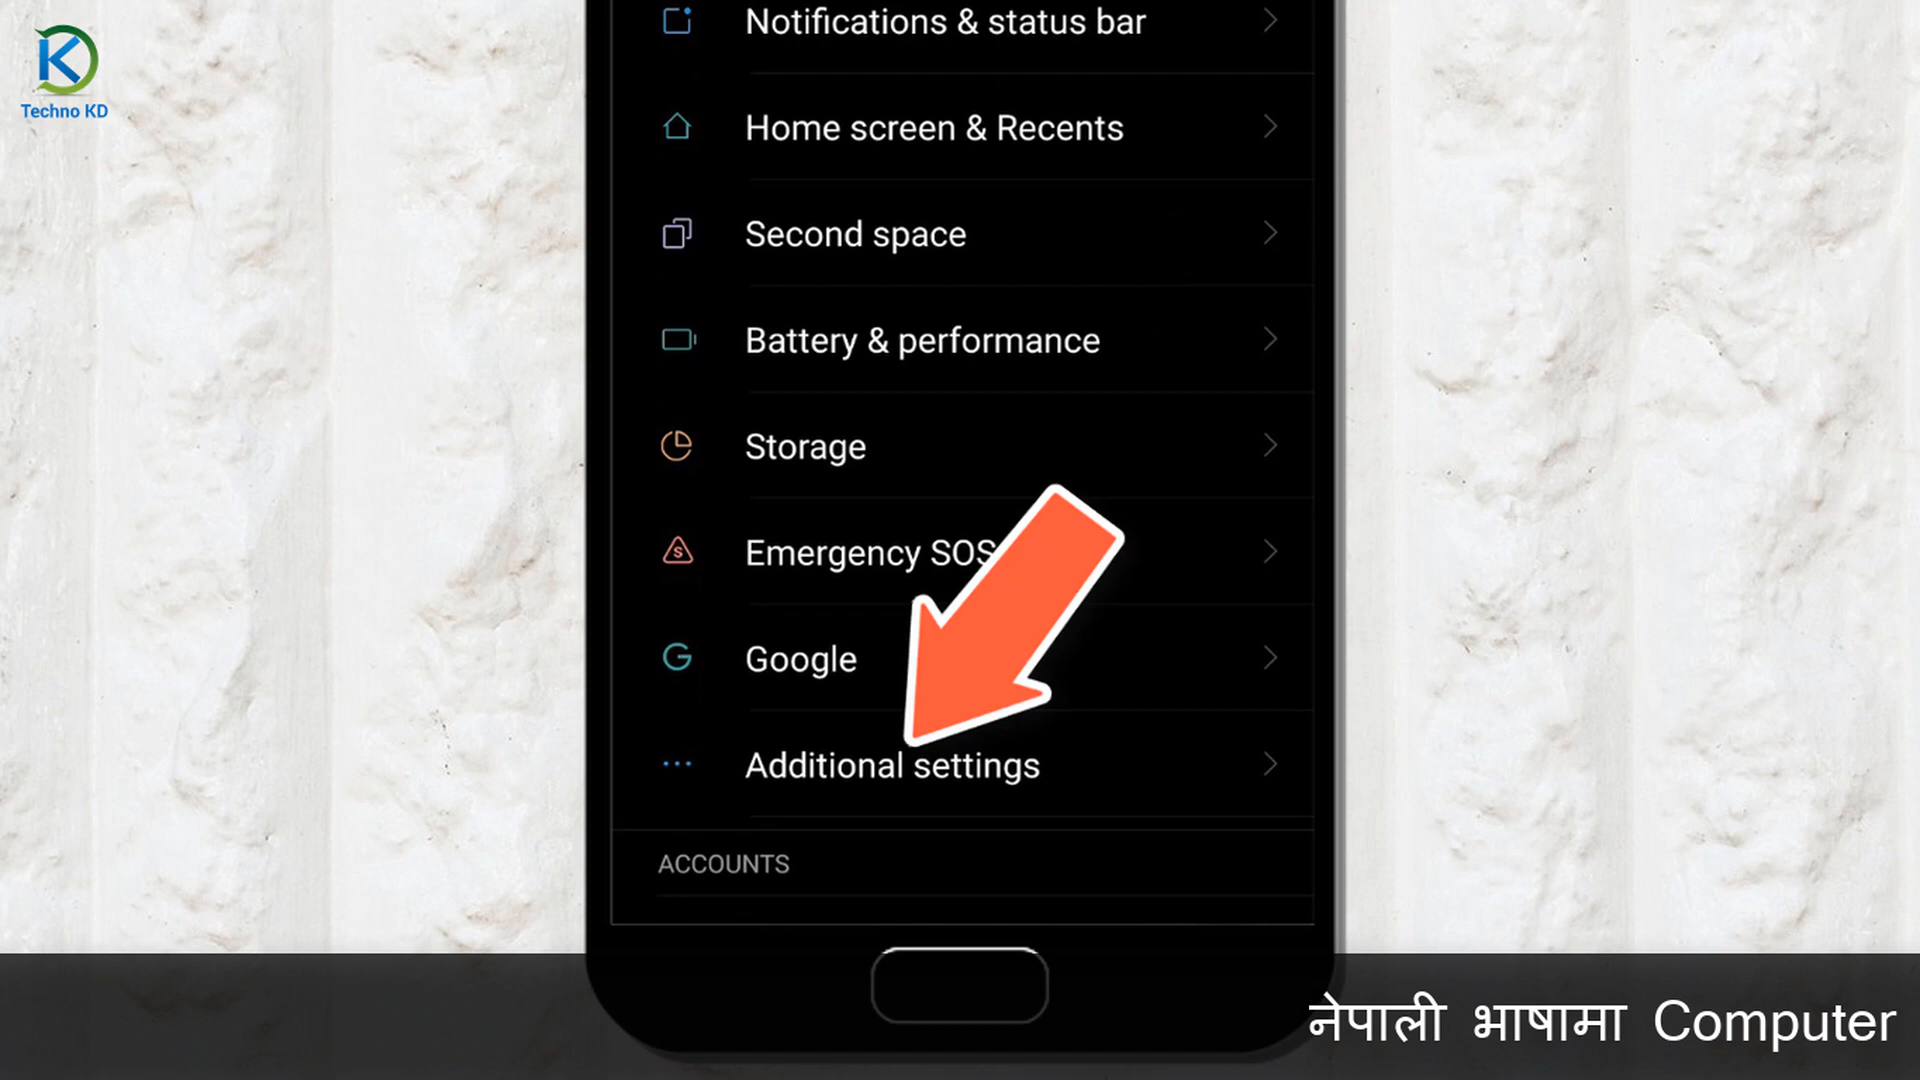 Techno KD
Notifications & status bar
Home screen & Recents
Second space
Battery & performance
Storage
Emergency SOS
Google
Additional settings
ACCOUNTS
नेपाली भाषामा Computer